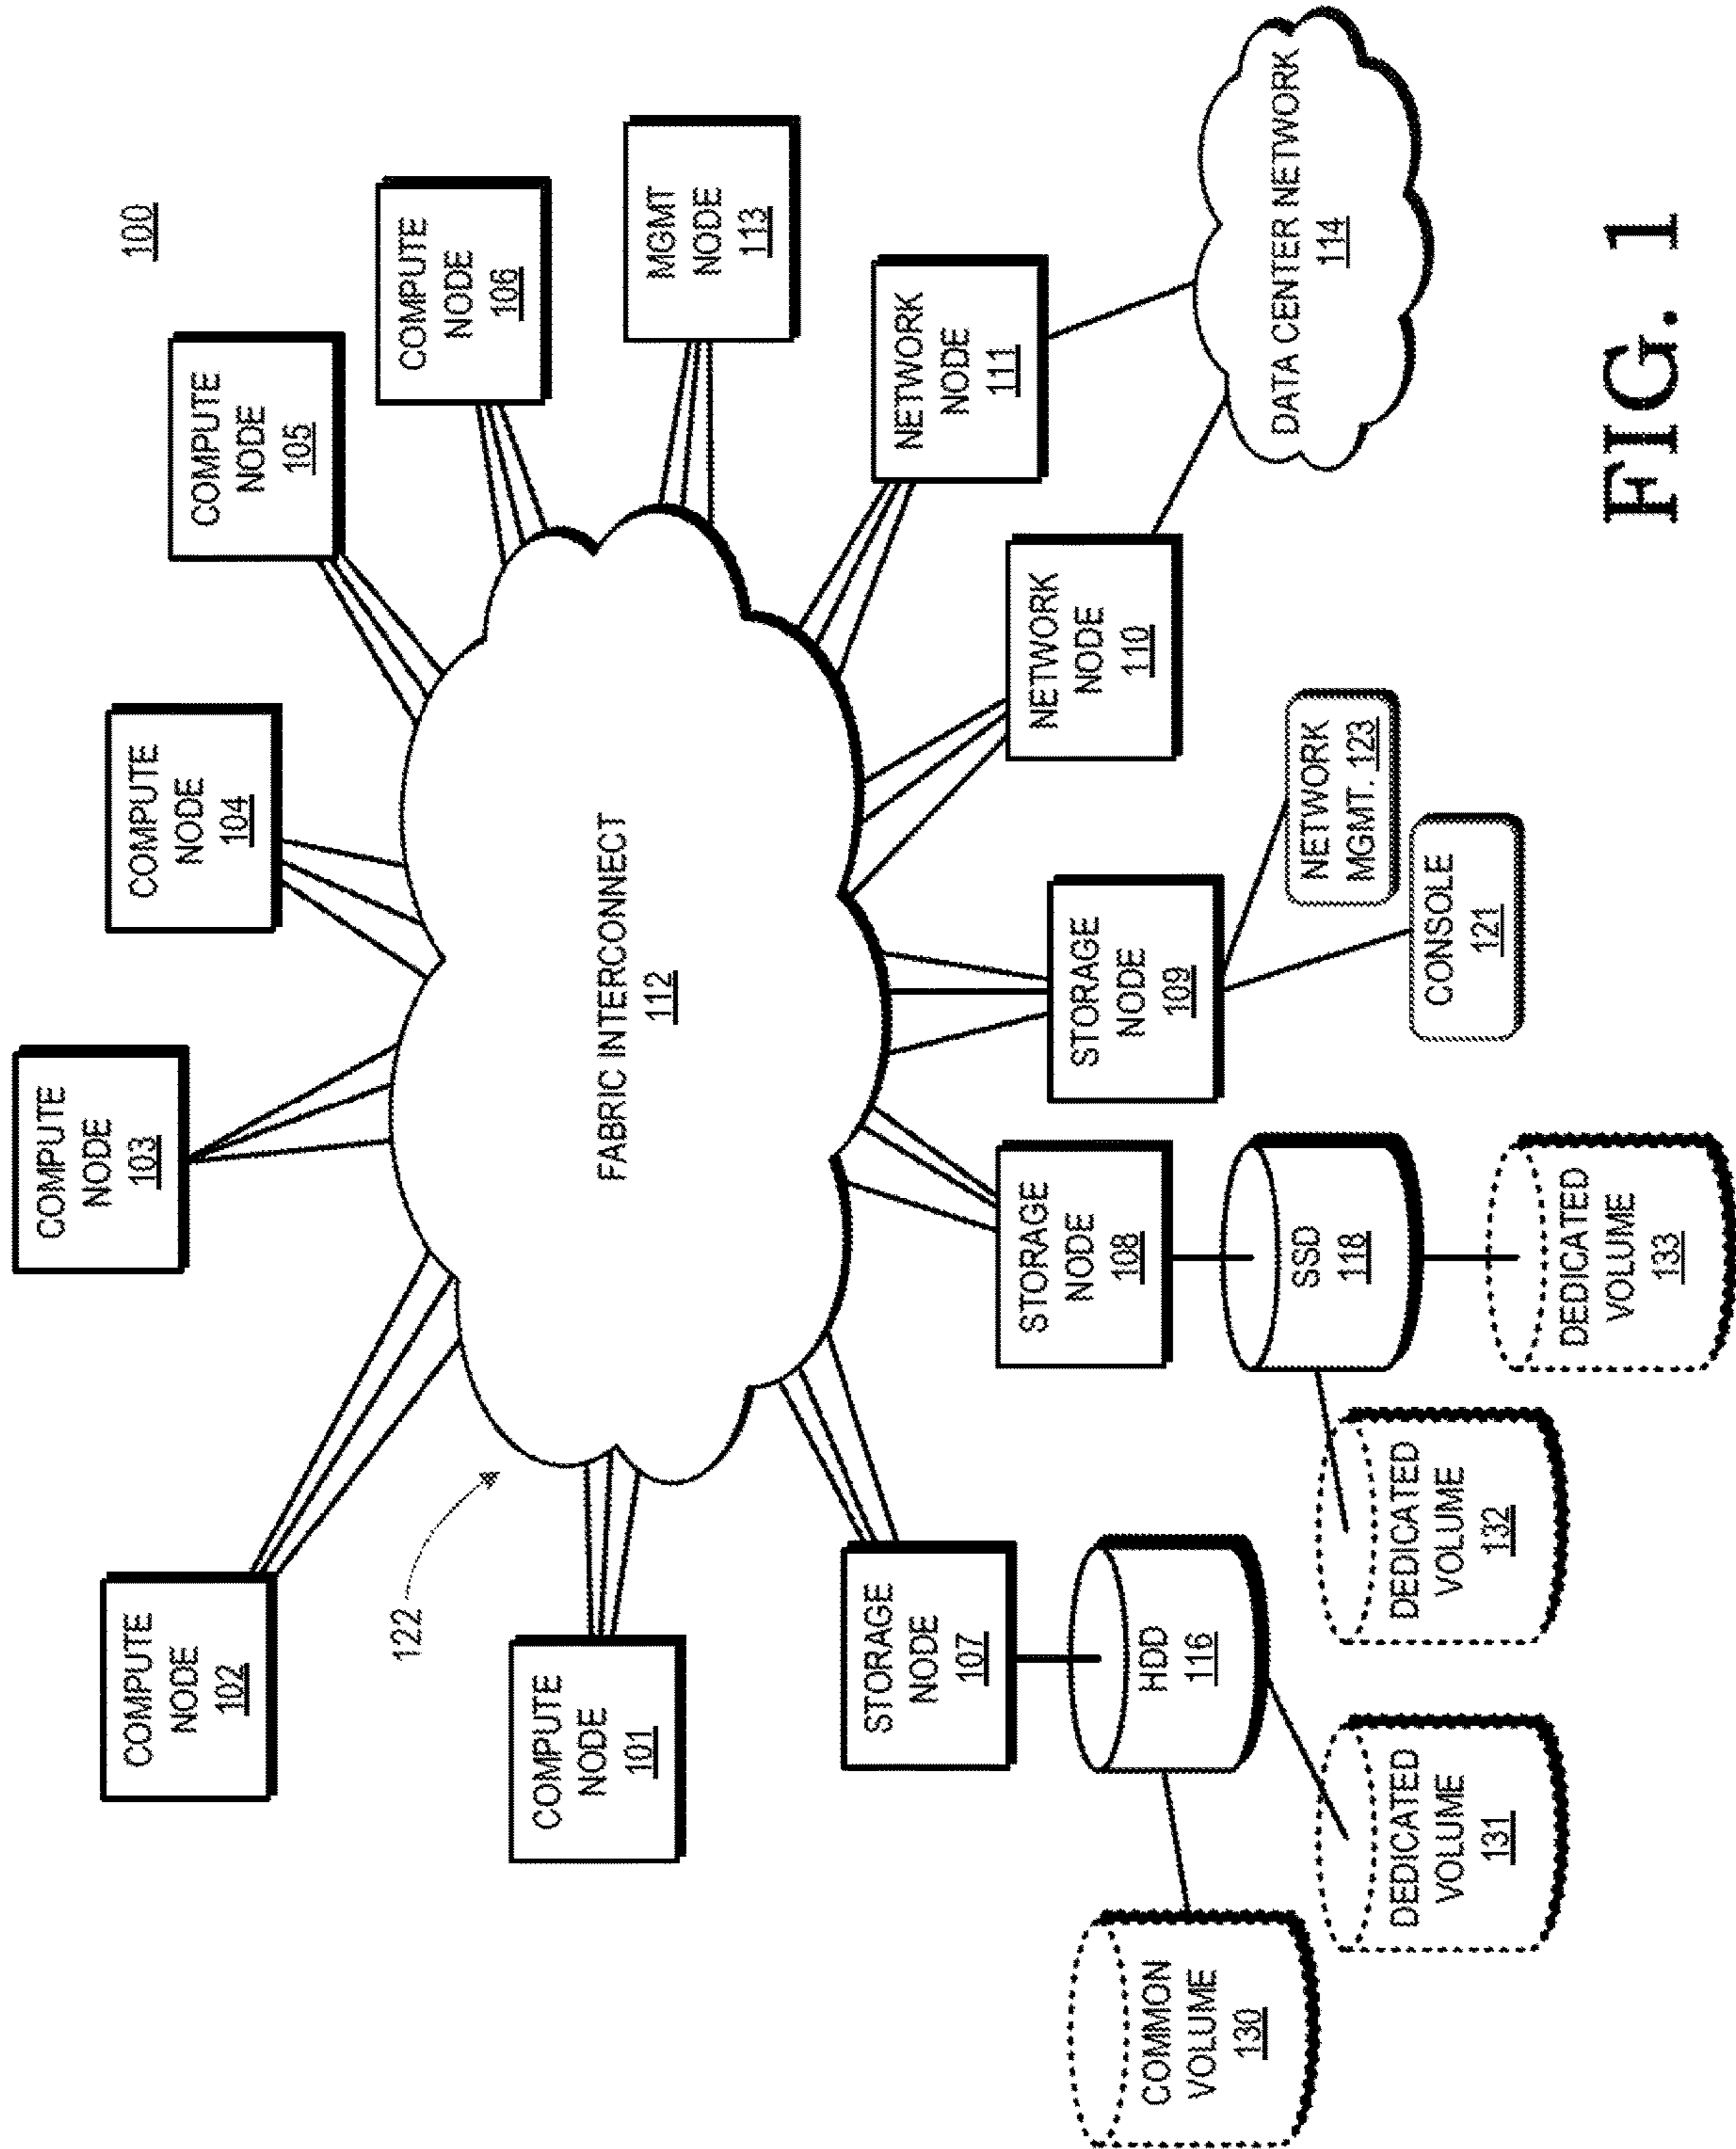 100
COMPUTE
NODE
102
COMPUTE
NODE
103
COMPUTE
NODE
104
COMPUTE
NODE
105
COMPUTE
NODE
106
122
COMPUTE
NODE
101
FABRIC INTERCONNECT
112
MGMT
NODE
113
STORAGE
NODE
107
STORAGE
NODE
108
STORAGE
NODE
109
NETWORK
NODE
110
NETWORK
NODE
111
HDD
116
SSD
118
NETWORK
MGMT. 123
CONSOLE
121
DATA CENTER NETWORK
114
COMMON
VOLUME
130
DEDICATED
VOLUME
131
DEDICATED
VOLUME
132
DEDICATED
VOLUME
133
FIG. 1